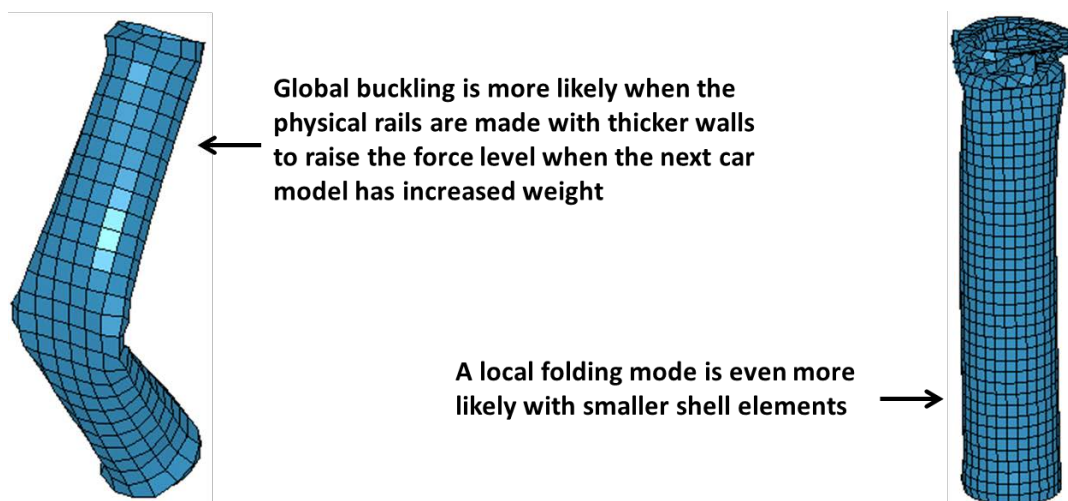 Global buckling is more likely when the
physical rails are made with thicker walls
to raise the force level when the next car
model has increased weight
A local folding mode is even more
likely with smaller shell elements